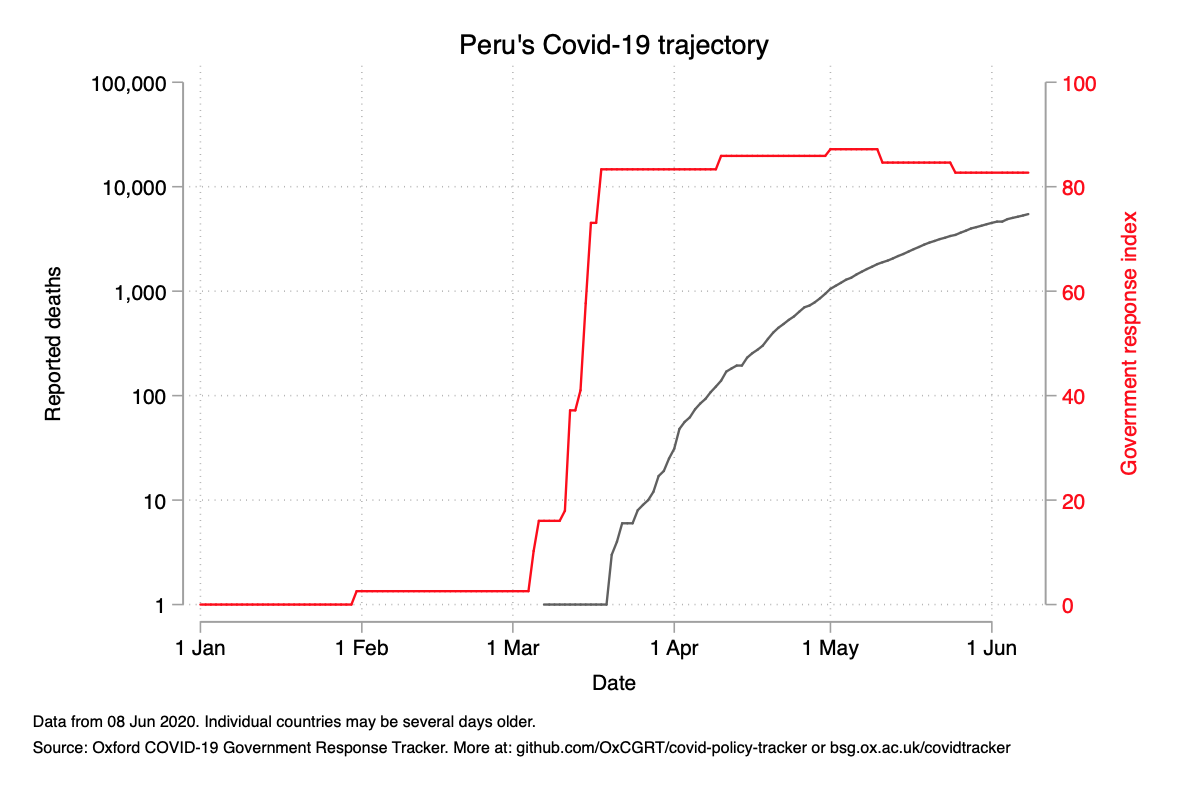 Peru's Covid-19 trajectory
100,000
10,000
1,000
100
10
1
Reported deaths
100
80
60
40
20
0
Government response index
1 Jan
1 Feb
1 Mar
1 Apr
1 May
1 Jun
Date
Data from 08 Jun 2020. Individual countries may be several days older.
Source: Oxford COVID-19 Government Response Tracker. More at: github.com/OxCGRT/covid-policy-tracker or bsg.ox.ac.uk/covidtracker